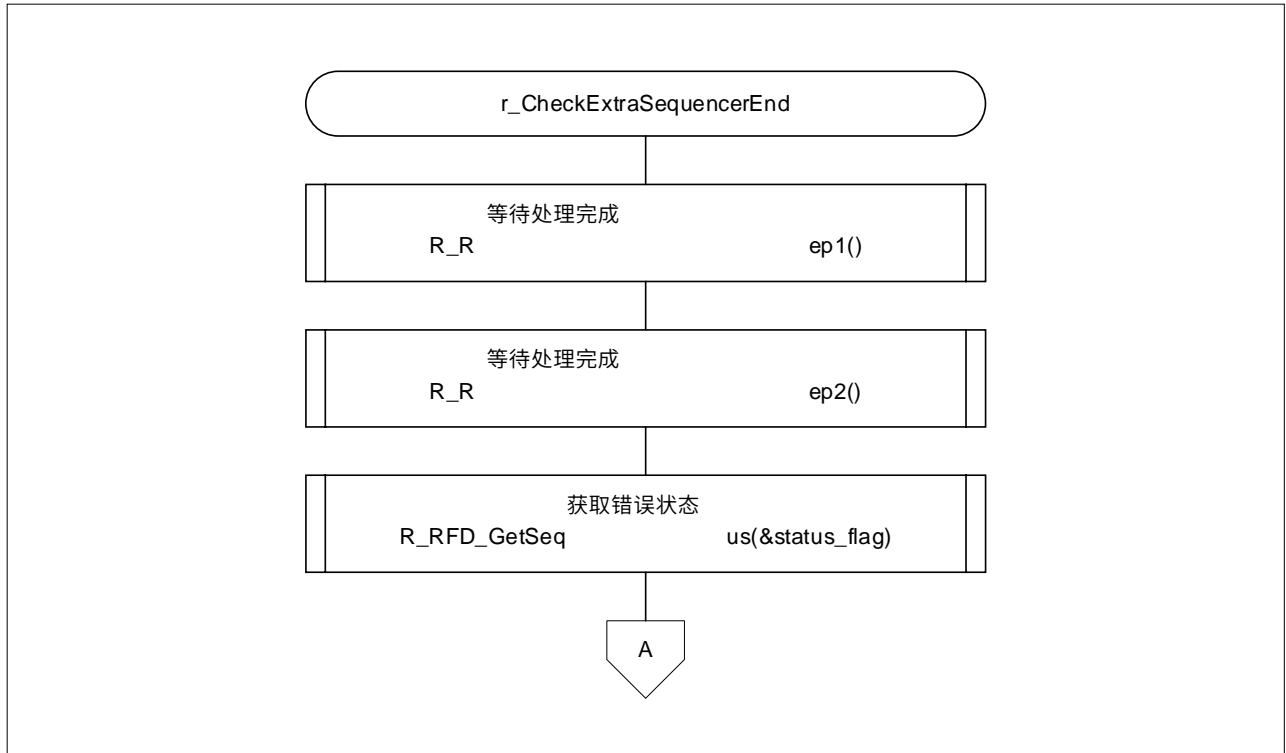 r_CheckExtraSequencerEnd
等待处理完成
R_R ep1()
等待处理完成
R_R ep2()
获取错误状态
R_RFD_GetSeq us(&status_flag)
A